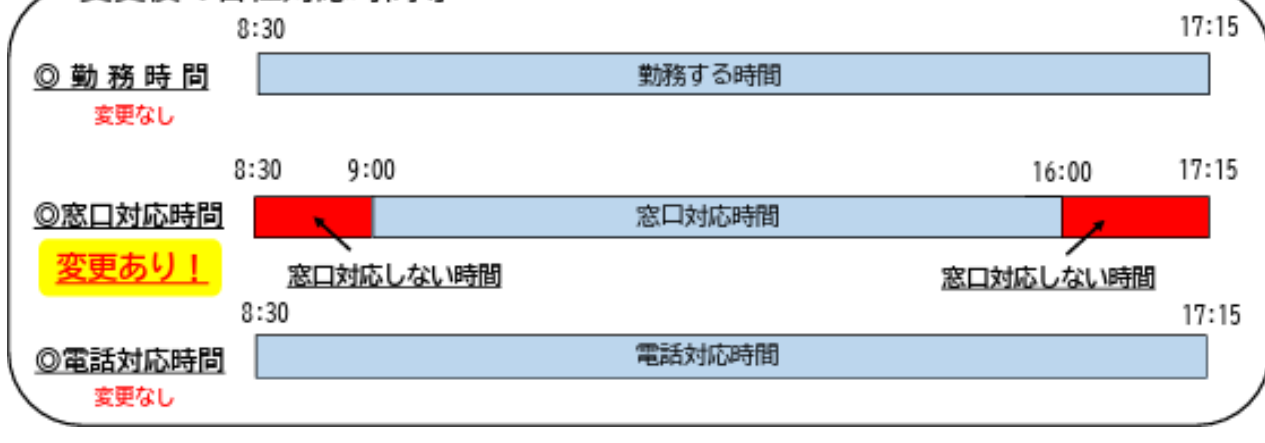 8:30 17:15
◎勤務時間 勤務する時間
変更なし
8:30 9:00 16:00 17:15
◎窓口対応時間 窓口対応時間
変更あり！
窓口対応しない時間 窓口対応しない時間
8:30 17:15
◎電話対応時間 電話対応時間
変更なし